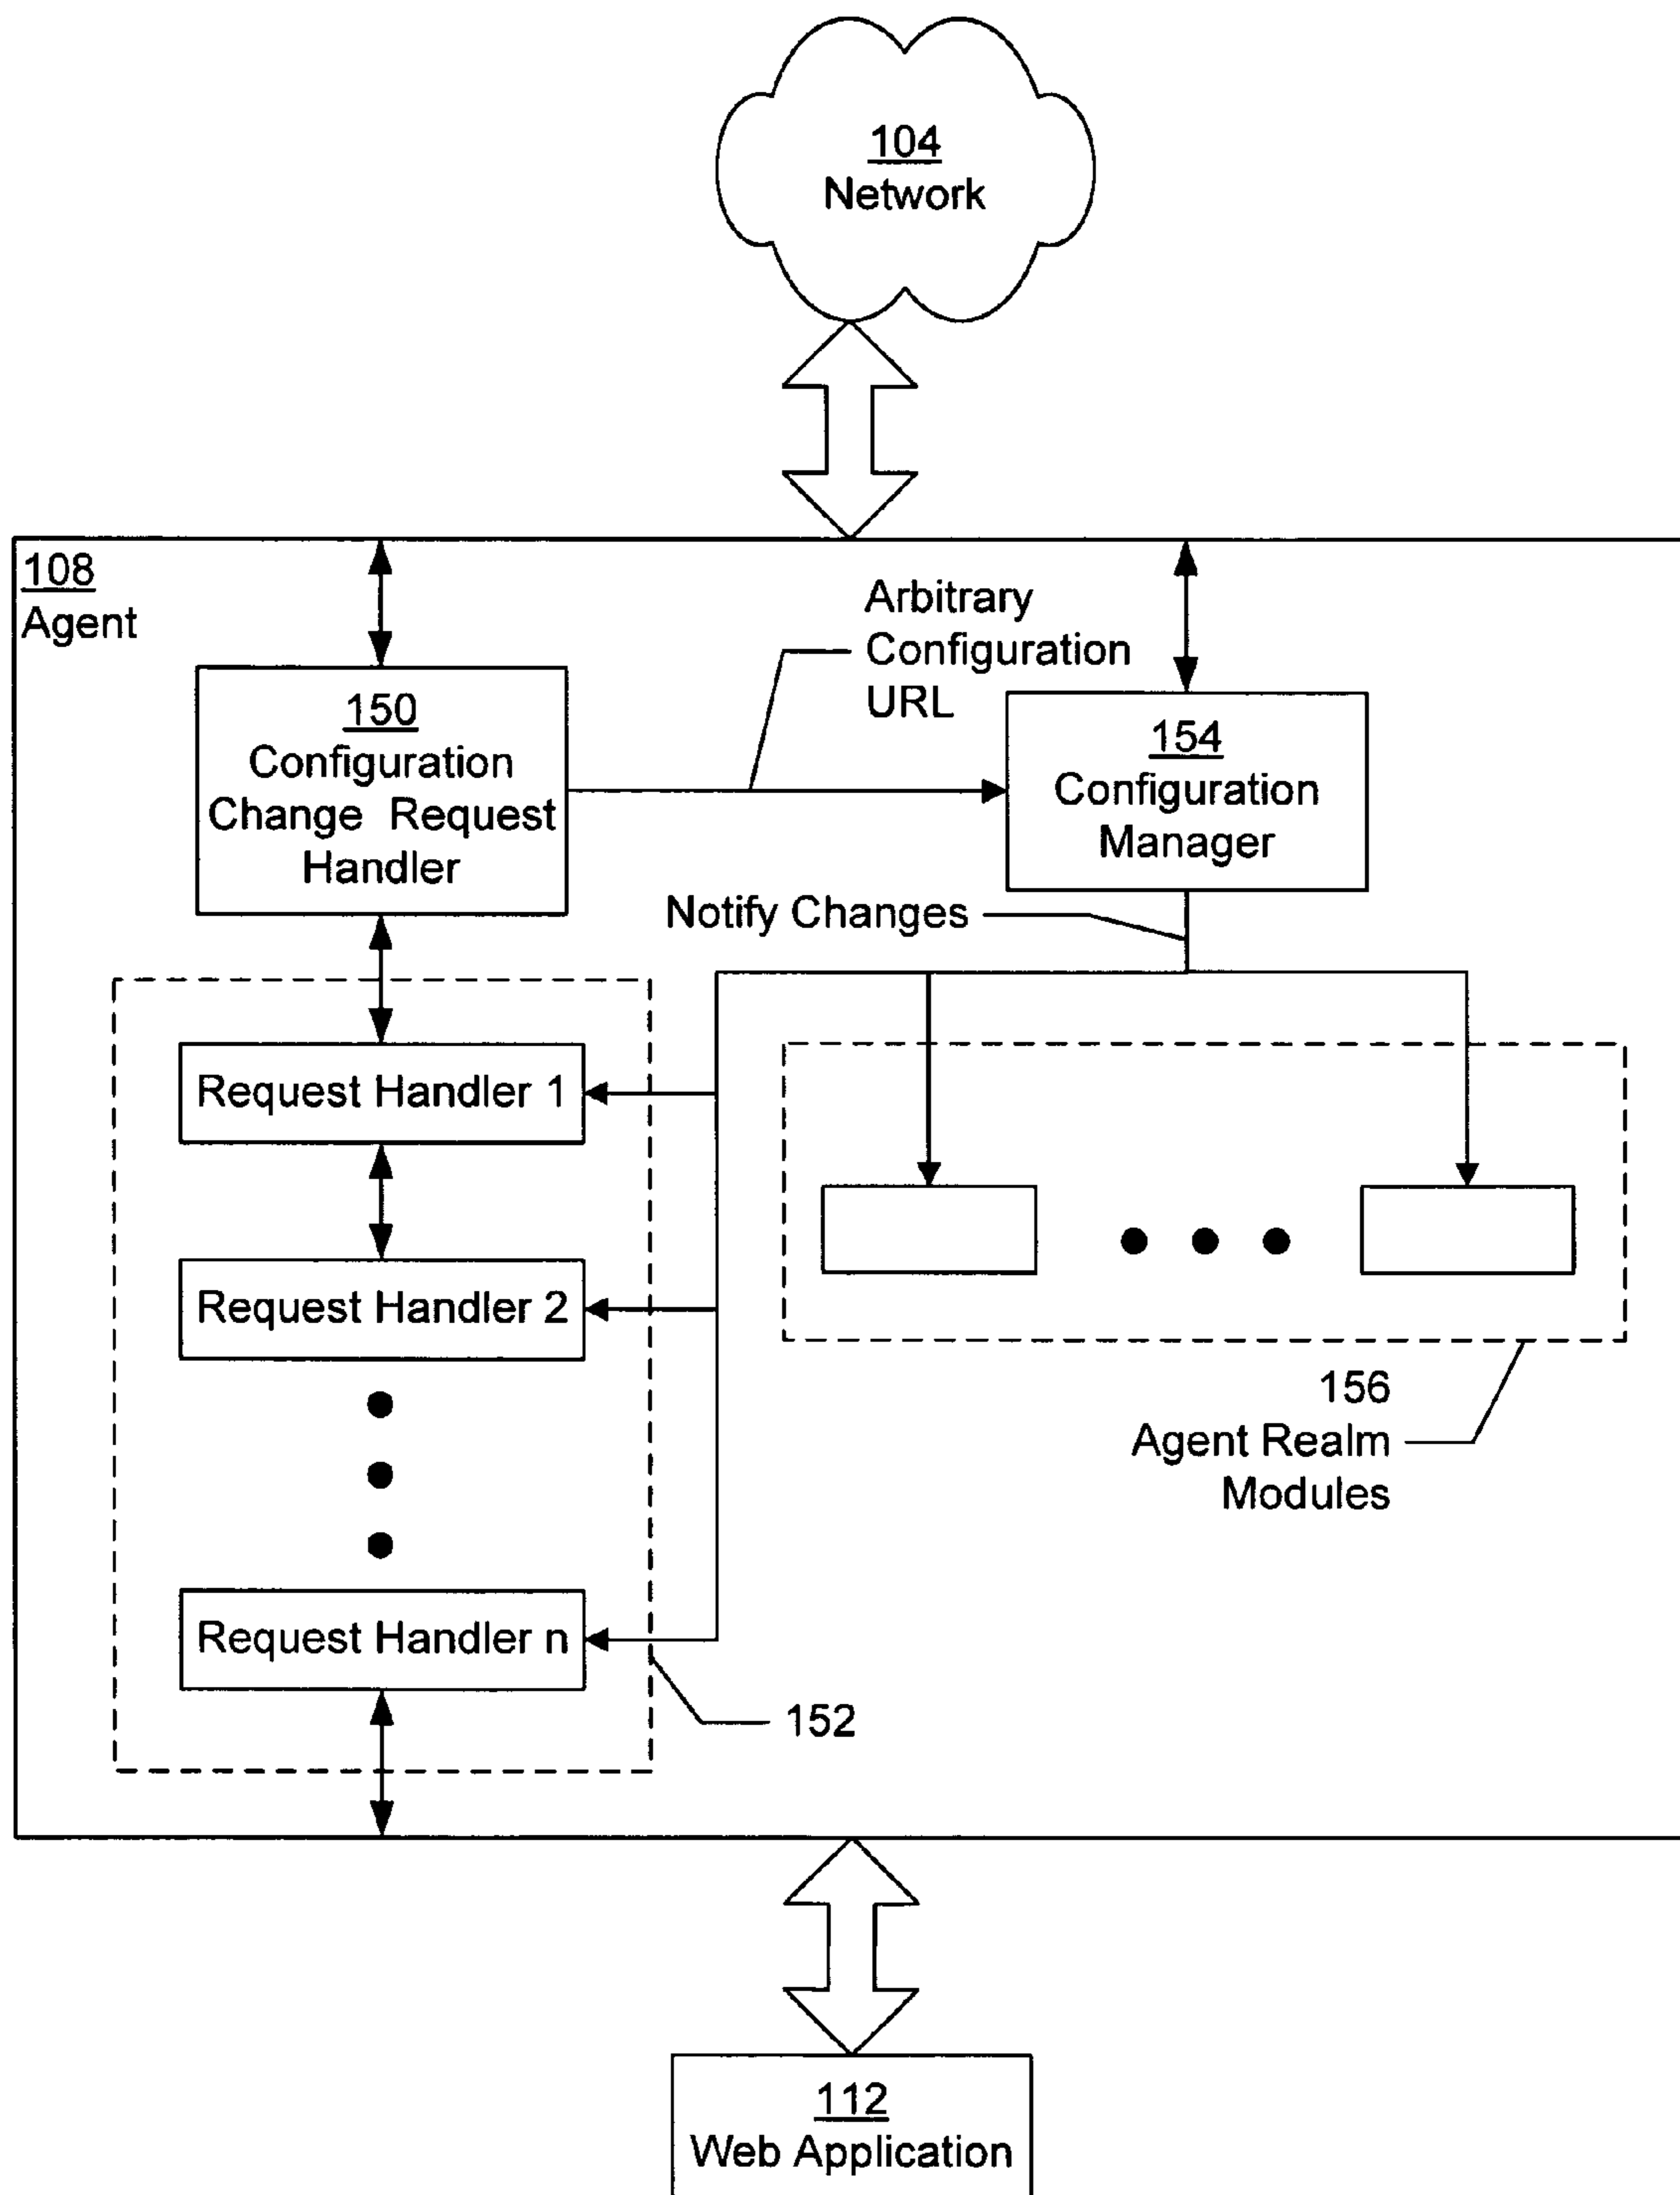 104
Network
108
Agent
Arbitrary
Configuration
URL
150
Configuration
Change Request
Handler
154
Configuration
Manager
Notify Changes
Request Handler 1
Request Handler 2
156
Agent Realm
Modules
Request Handler n
152
112
Web Application